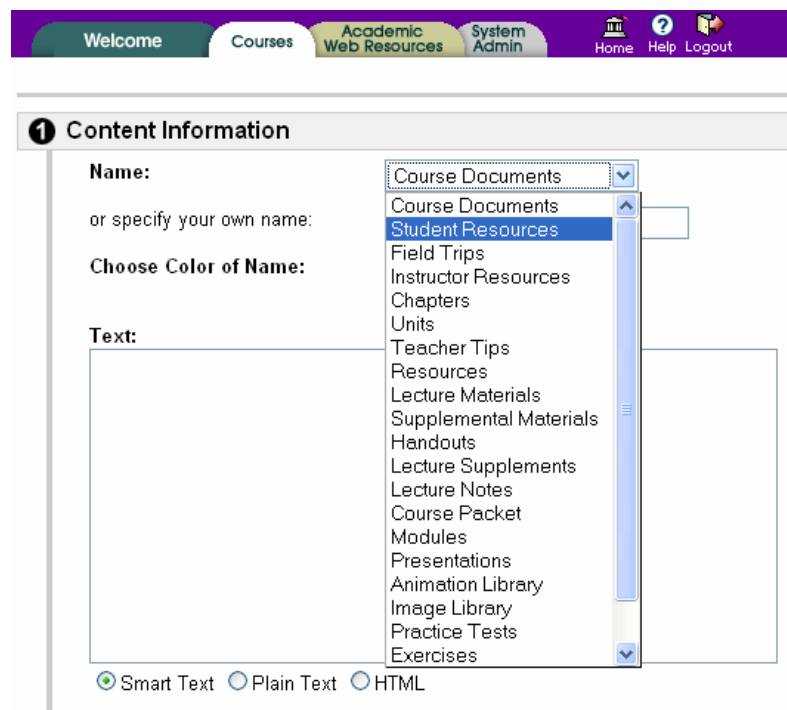 Welcome
Courses
Academic
Web Resources
System
Admin
Home
Help
Logout
1 Content Information
Name:
Course Documents
or specify your own name:
Choose Color of Name:
Text:
Course Documents
Student Resources
Field Trips
Instructor Resources
Chapters
Units
Teacher Tips
Resources
Lecture Materials
Supplemental Materials
Handouts
Lecture Supplements
Lecture Notes
Course Packet
Modules
Presentations
Animation Library
Image Library
Practice Tests
Exercises
Smart Text Plain Text HTML